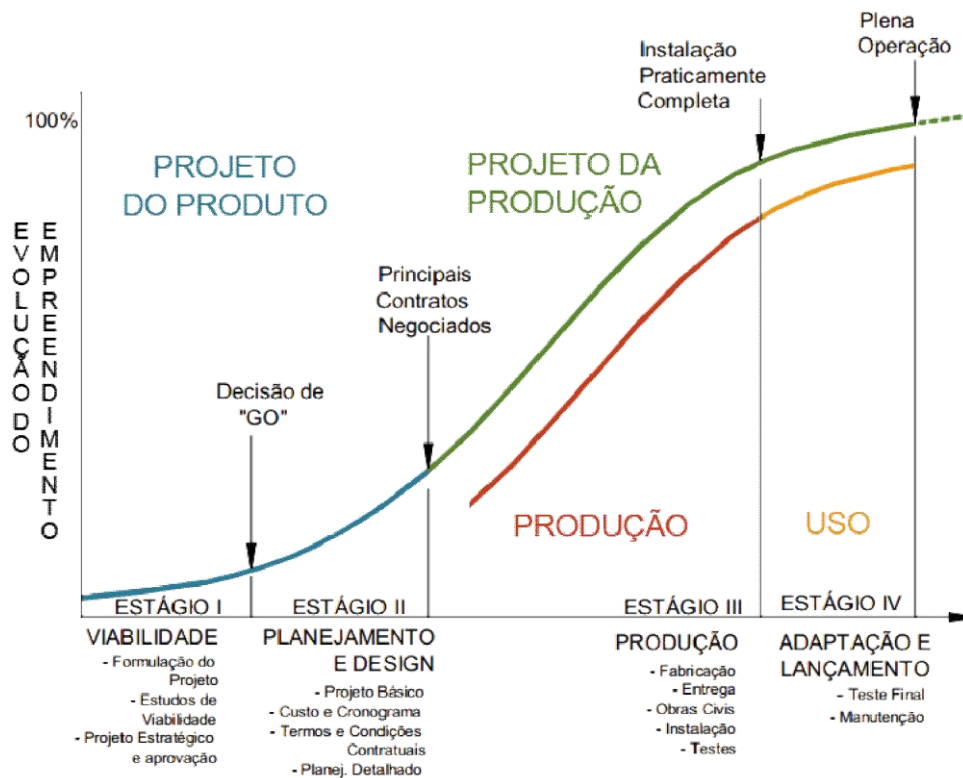 Plena
Operação
Instalação
Praticamente
Completa
100%
PROJETO
DO PRODUTO
PROJETO DA
PRODUÇÃO
EVOLUÇÃO DO
EMPREENDIMENTO
Principais
Contratos
Negociados
Decisão de
"GO"
PRODUÇÃO
USO
ESTÁGIO I
ESTÁGIO II
ESTÁGIO III
ESTÁGIO IV
VIABILIDADE
- Formulação do
Projeto
- Estudos de
Viabilidade
- Projeto Estratégico
e aprovação
PLANEJAMENTO
E DESIGN
- Projeto Básico
- Custo e Cronograma
- Termos e Condições
Contratuais
- Planej. Detalhado
PRODUÇÃO
- Fabricação
- Entrega
- Obras Civis
- Instalação
- Testes
ADAPTAÇÃO E
LANÇAMENTO
- Teste Final
- Manutenção